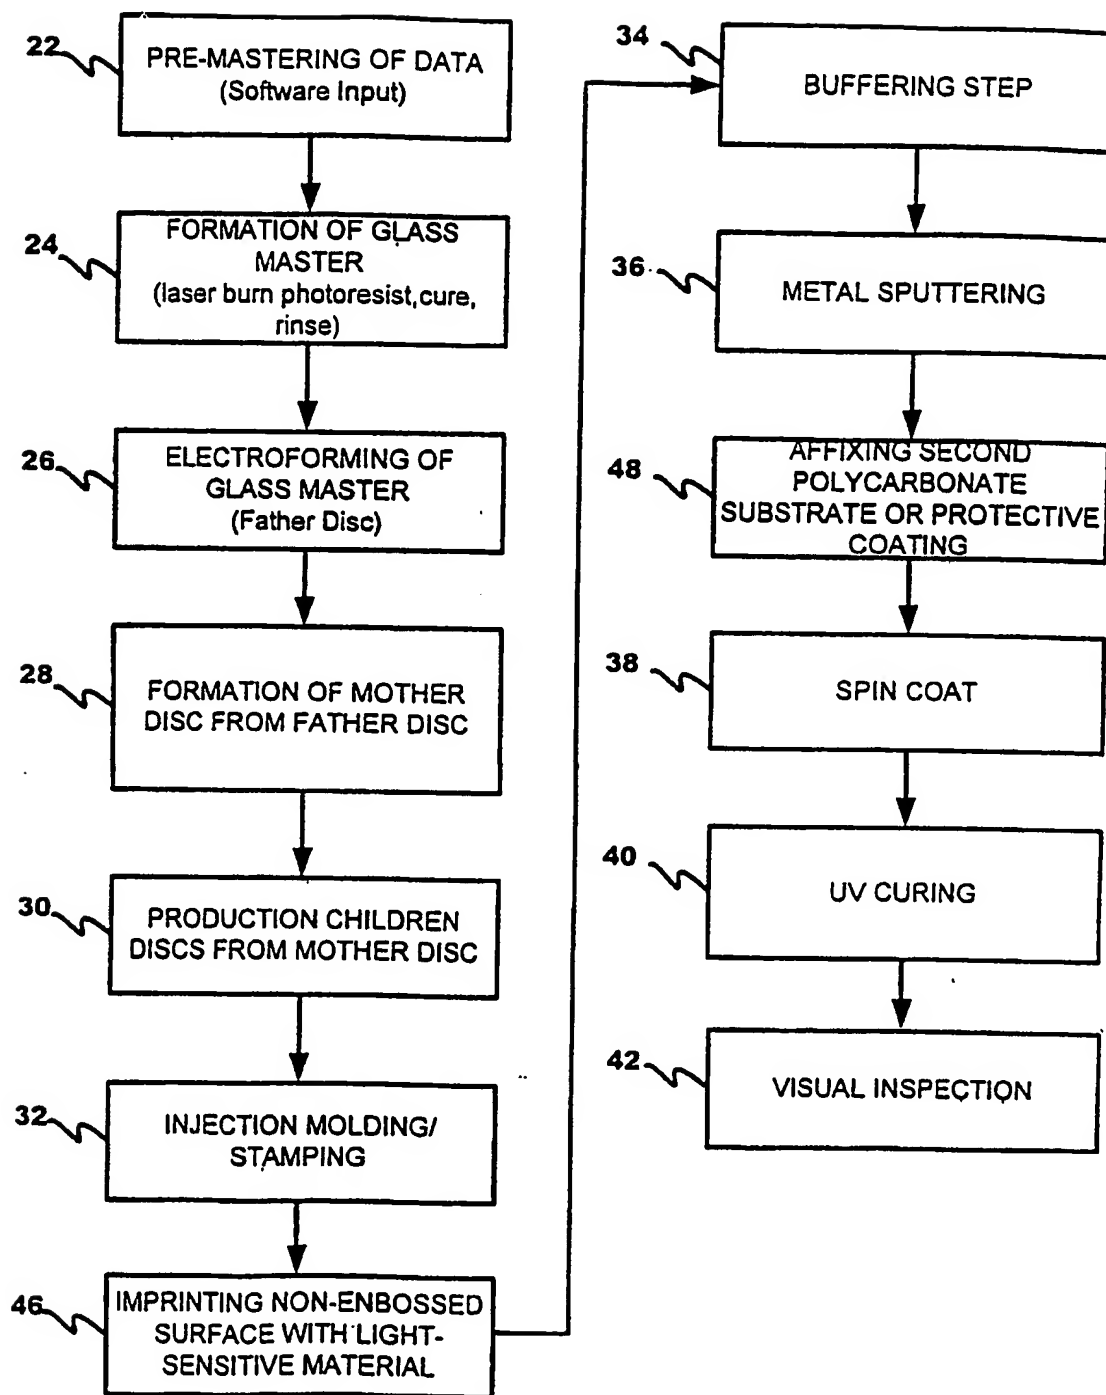 22
PRE-MASTERING OF DATA
(Software Input)
24
FORMATION OF GLASS
MASTER
(laser burn photoresist, cure,
rinse)
26
ELECTROFORMING OF
GLASS MASTER
(Father Disc)
28
FORMATION OF MOTHER
DISC FROM FATHER DISC
30
PRODUCTION CHILDREN
DISCS FROM MOTHER DISC
32
INJECTION MOLDING/
STAMPING
46
IMPRINTING NON-ENBOSSED
SURFACE WITH LIGHT-
SENSITIVE MATERIAL
34
BUFFERING STEP
36
METAL SPUTTERING
48
AFFIXING SECOND
POLYCARBONATE
SUBSTRATE OR PROTECTIVE
COATING
38
SPIN COAT
40
UV CURING
42
VISUAL INSPECTION